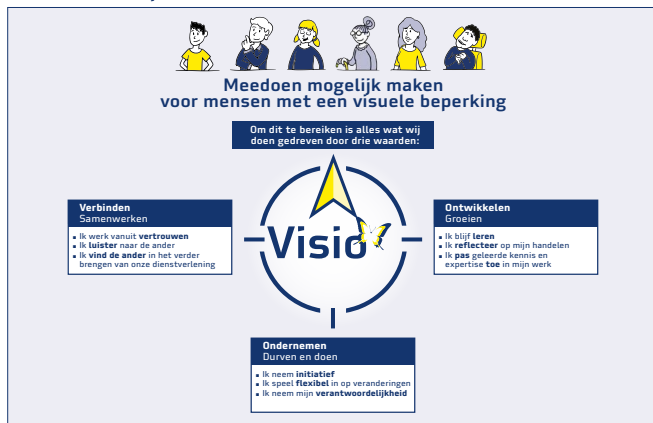 Meedoen mogelijk maken
voor mensen met een visuele beperking
Om dit te bereiken is alles wat wij
doen gedreven door drie waarden:
Verbinden
Samenwerken
▪ Ik werk vanuit vertrouwen
▪ Ik luister naar de ander
▪ Ik vind de ander in het verder
brengen van onze dienstverlening
Visio
Ontwikkelen
Groeien
▪ Ik blijf leren
▪ Ik reflecteer op mijn handelen
▪ Ik pas geleerde kennis en
expertise toe in mijn werk
Ondernemen
Durven en doen
▪ Ik neem initiatief
▪ Ik speel flexibel in op veranderingen
▪ Ik neem mijn verantwoordelijkheid